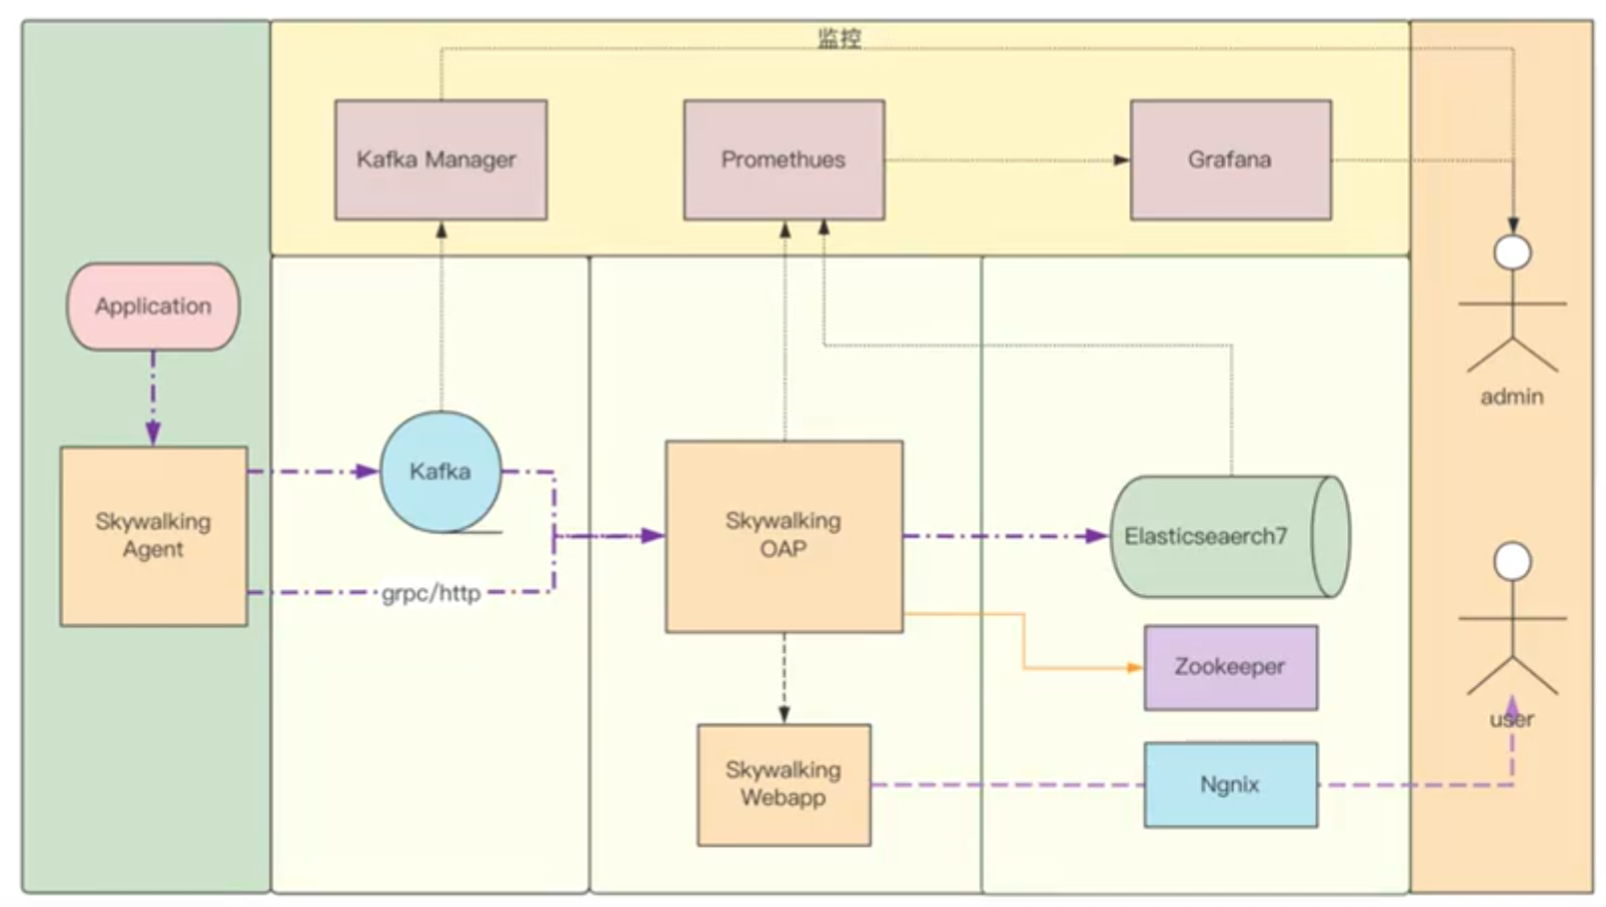 监控
Kafka Manager
Promethues
Grafana
Application
admin
Kafka
Skywalking
Agent
Skywalking
OAP
Elasticseaerch7
grpc/http
Zookeeper
user
Skywalking
Webapp
Ngnix